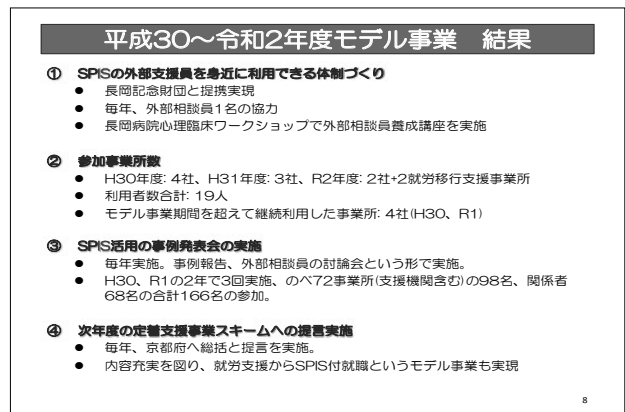 平成30～令和2年度モデル事業　結果
① SPISの外部支援員を身近に利用できる体制づくり
● 長岡記念財団と提携実現
● 毎年、外部相談員1名の協力
● 長岡病院心理臨床ワークショップで外部相談員養成講座を実施
② 参加事業所数
● H30年度: 4社、H31年度: 3社、R2年度: 2社+2就労移行支援事業所
● 利用者数合計: 19人
● モデル事業期間を超えて継続利用した事業所: 4社(H30、R1)
③ SPIS活用の事例発表会の実施
● 毎年実施。事例報告、外部相談員の討論会という形で実施。
● H30、R1の2年で3回実施、のべ72事業所(支援機関含む)の98名、関係者
68名の合計166名の参加。
④ 次年度の定着支援事業スキームへの提言実施
● 毎年、京都府へ総括と提言を実施。
● 内容充実を図り、就労支援からSPIS付就職というモデル事業も実現
8